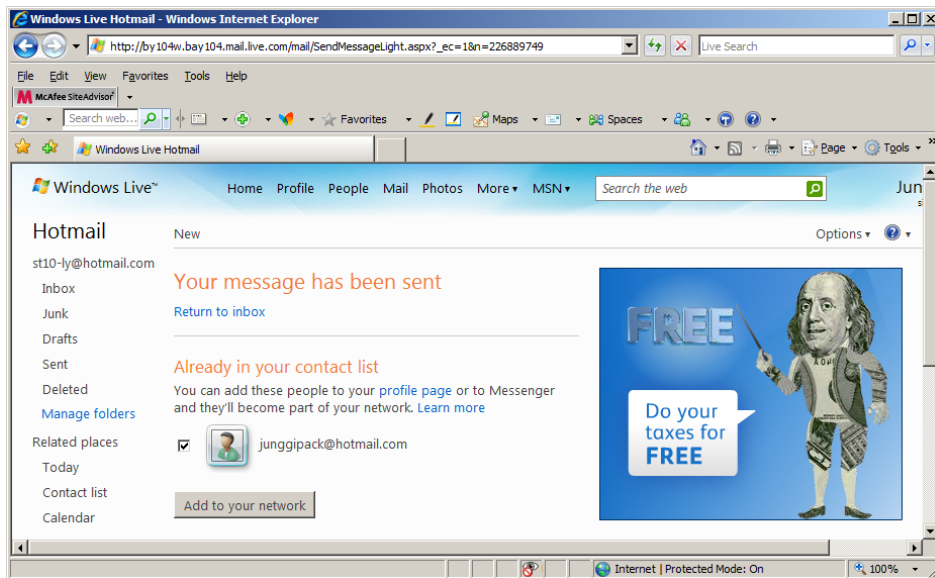 Windows Live Hotmail - Windows Internet Explorer
http://by104w.bay104.mail.live.com/mail/SendMessageLight.aspx?_ec=1&n=226889749
Live Search
File Edit View Favorites Tools Help
McAfee SiteAdvisor
Search web... Favorites Maps Spaces
Windows Live Hotmail
Page Tools
Windows Live™ Home Profile People Mail Photos More MSN Search the web Jun
Hotmail New Options
st10-ly@hotmail.com
Inbox
Junk
Drafts
Sent
Deleted
Manage folders
Related places
Today
Contact list
Calendar
Your message has been sent
Return to inbox
Already in your contact list
You can add these people to your profile page or to Messenger
and they'll become part of your network. Learn more
junggipack@hotmail.com
Add to your network
FREE
Do your
taxes for
FREE
Internet | Protected Mode: On 100%